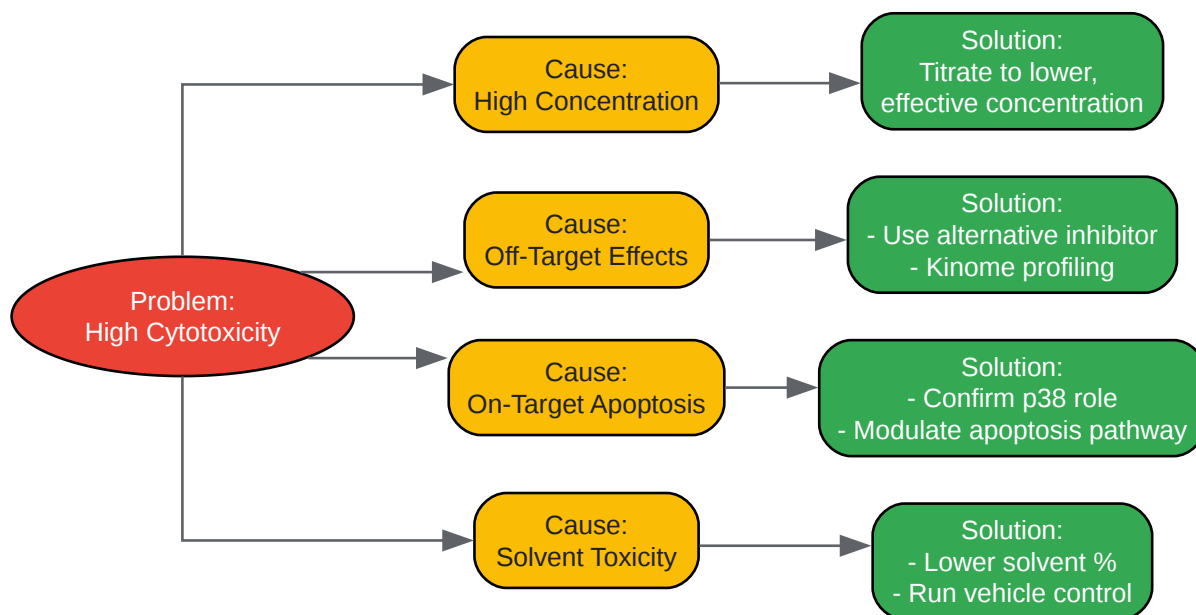 Problem:
High Cytotoxicity
Cause:
High Concentration
Solution:
Titrate to lower,
effective concentration
Cause:
Off-Target Effects
Solution:
- Use alternative inhibitor
- Kinome profiling
Cause:
On-Target Apoptosis
Solution:
- Confirm p38 role
- Modulate apoptosis pathway
Cause:
Solvent Toxicity
Solution:
- Lower solvent %
- Run vehicle control